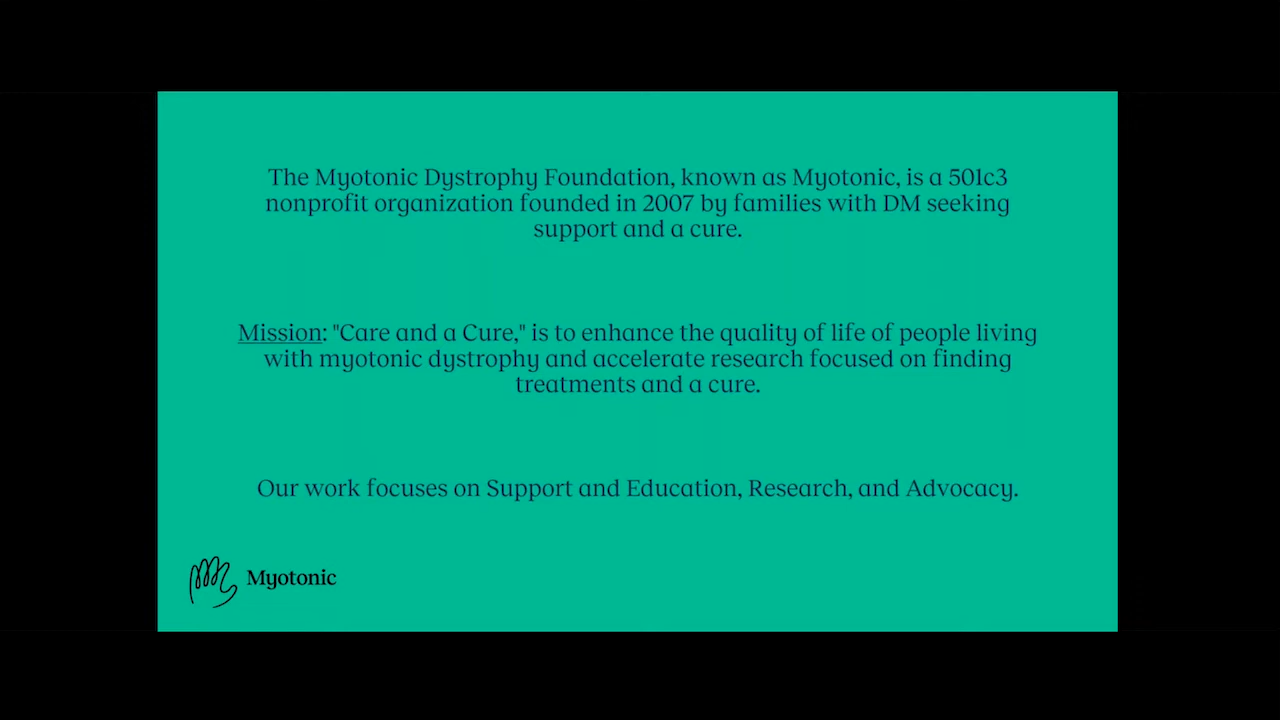 The Myotonic Dystrophy Foundation, known as Myotonic, is a 501c3
nonprofit organization founded in 2007 by families with DM seeking
support and a cure.
Mission: "Care and a Cure," is to enhance the quality of life of people living
with myotonic dystrophy and accelerate research focused on finding
treatments and a cure.
Our work focuses on Support and Education, Research, and Advocacy.
Myotonic